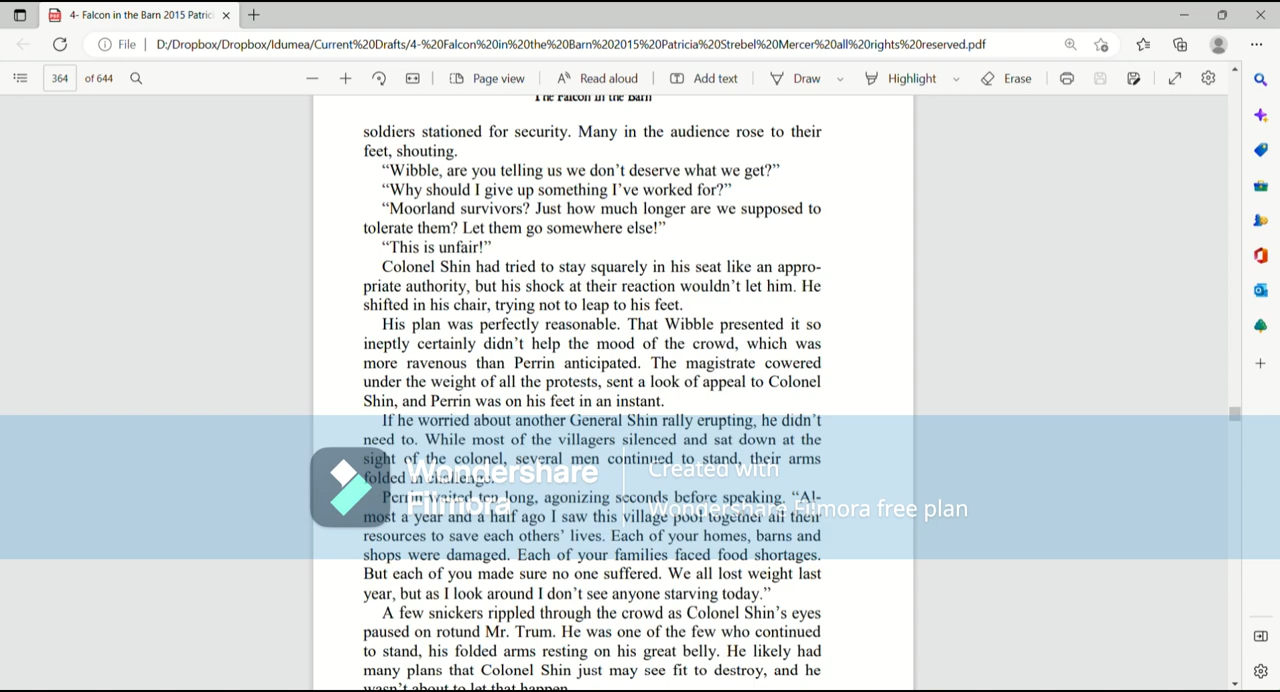 4- Falcon in the Barn 2015 Patric
File
D:/Dropbox/Dropbox/Idumea/Current%20Drafts/4-%20Falcon%20in%20the%20Barn%202015%20Patricia%20Strebel%20Mercer%20all%20rights%20reserved.pdf
364 of 644
Page view
Read aloud
Add text
Draw
Highlight
Erase
The Falcon in the Barn
soldiers stationed for security. Many in the audience rose to their
feet, shouting.
“Wibble, are you telling us we don’t deserve what we get?”
“Why should I give up something I’ve worked for?”
“Moorland survivors? Just how much longer are we supposed to
tolerate them? Let them go somewhere else!”
“This is unfair!”
Colonel Shin had tried to stay squarely in his seat like an appro-
priate authority, but his shock at their reaction wouldn’t let him. He
shifted in his chair, trying not to leap to his feet.
His plan was perfectly reasonable. That Wibble presented it so
ineptly certainly didn’t help the mood of the crowd, which was
more ravenous than Perrin anticipated. The magistrate cowered
under the weight of all the protests, sent a look of appeal to Colonel
Shin, and Perrin was on his feet in an instant.
If he worried about another General Shin rally erupting, he didn’t
need to. While most of the villagers silenced and sat down at the
sight of the colonel, several men continued to stand, their arms
folded in challenge.
Perrin waited ten long, agonizing seconds before speaking. “Al-
most a year and a half ago I saw this village pool together all their
resources to save each others’ lives. Each of your homes, barns and
shops were damaged. Each of your families faced food shortages.
But each of you made sure no one suffered. We all lost weight last
year, but as I look around I don’t see anyone starving today.”
A few snickers rippled through the crowd as Colonel Shin’s eyes
paused on rotund Mr. Trum. He was one of the few who continued
to stand, his folded arms resting on his great belly. He likely had
many plans that Colonel Shin just may see fit to destroy, and he
wasn’t about to let that happen.
Wondershare
Filmora
Created with
Wondershare Filmora free plan